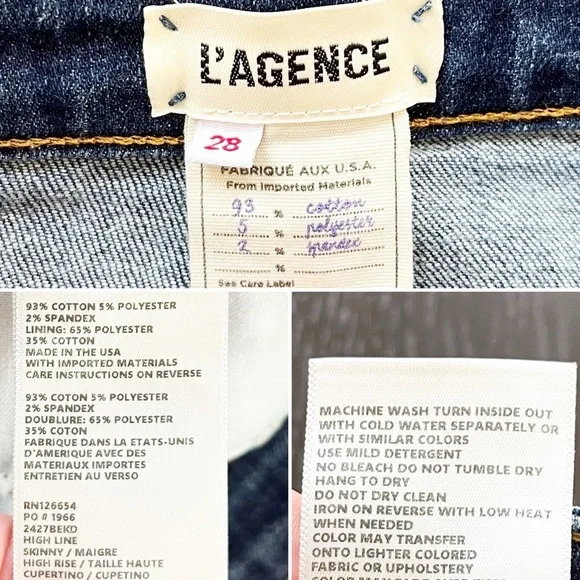 L'AGENCE
28
FABRIQUÉ AUX U.S.A.
From Imported Materials
93 % cotton
5 % polyester
2 % spandex
%
See Care Label
93% COTTON 5% POLYESTER
2% SPANDEX
LINING: 65% POLYESTER
35% COTTON
MADE IN THE USA
WITH IMPORTED MATERIALS
CARE INSTRUCTIONS ON REVERSE
93% COTON 5% POLYESTER
2% SPANDEX
DOUBLURE: 65% POLYESTER
35% COTON
FABRIQUE DANS LA ETATS-UNIS
D'AMERIQUE AVEC DES
MATERIAUX IMPORTES
ENTRETIEN AU VERSO
RN126654
PO # 1966
2427BEKD
HIGH LINE
SKINNY / MAIGRE
HIGH RISE / TAILLE HAUTE
CUPERTINO / CUPETINO
MACHINE WASH TURN INSIDE OUT
WITH COLD WATER SEPARATELY OR
WITH SIMILAR COLORS
USE MILD DETERGENT
NO BLEACH DO NOT TUMBLE DRY
HANG TO DRY
DO NOT DRY CLEAN
IRON ON REVERSE WITH LOW HEAT
WHEN NEEDED
COLOR MAY TRANSFER
ONTO LIGHTER COLORED
FABRIC OR UPHOLSTERY